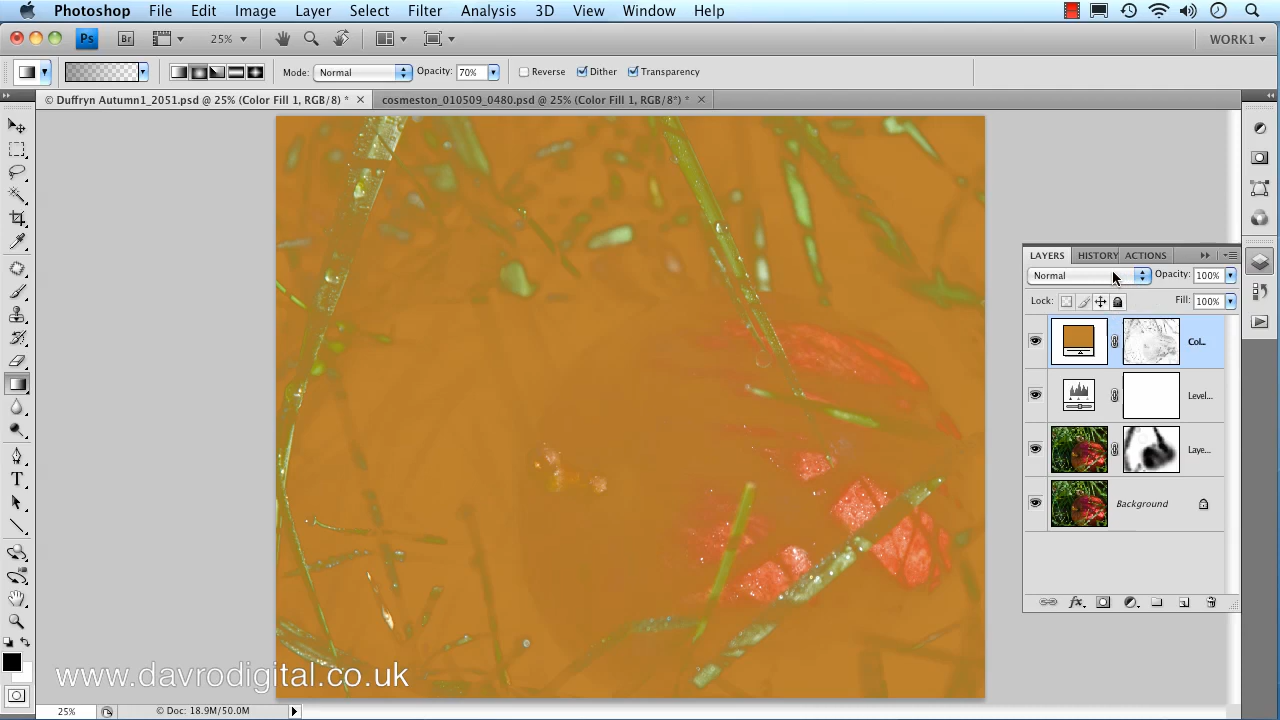 Photoshop File Edit Image Layer Select Filter Analysis 3D View Window Help
Ps Br 25% WORK1
Mode: Normal Opacity: 70% Reverse Dither Transparency
© Duffryn Autumn1_2051.psd @ 25% (Color Fill 1, RGB/8) * cosmeston_010509_0480.psd @ 25% (Color Fill 1, RGB/8*) *
LAYERS HISTORY ACTIONS
Normal Opacity: 100%
Lock: Fill: 100%
Col...
Level...
Laye...
Background
www.davrodigital.co.uk
25% © Doc: 18.9M/50.0M